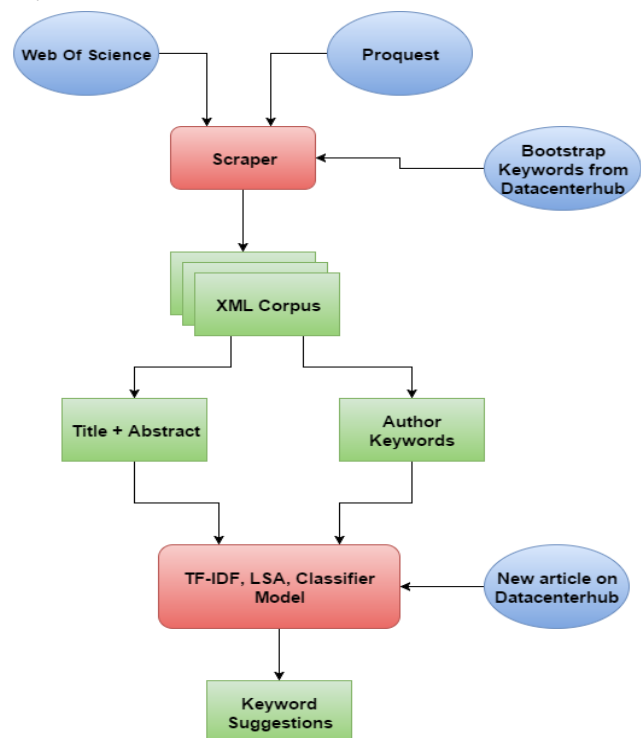 Web Of Science
Proquest
Scraper
Bootstrap
Keywords from
Datacenterhub
XML Corpus
Title + Abstract
Author
Keywords
TF-IDF, LSA, Classifier
Model
New article on
Datacenterhub
Keyword
Suggestions